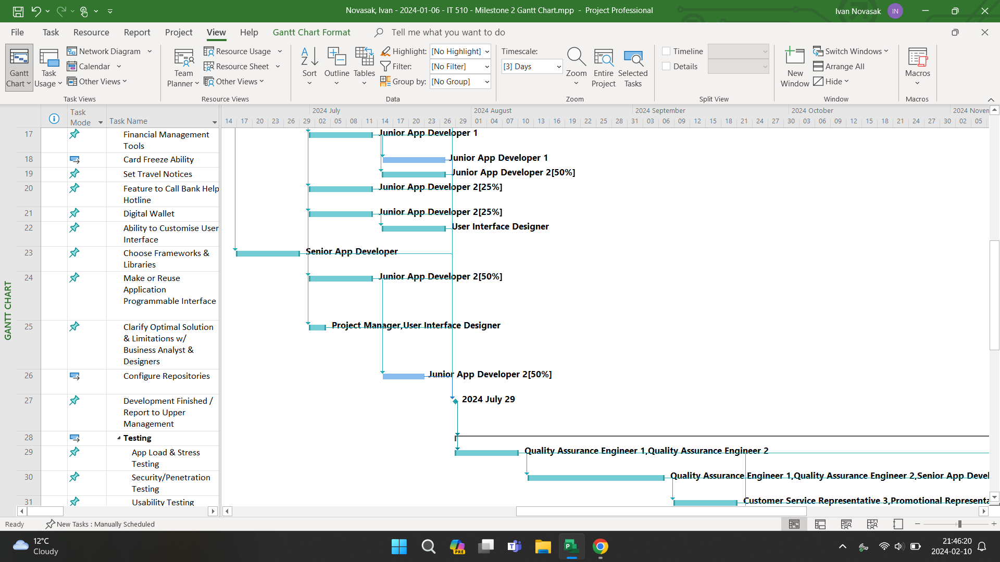 Novasak, Ivan - 2024-01-06 - IT 510 - Milestone 2 Gantt Chart.mpp - Project Professional
Ivan Novasak
IN
File Task Resource Report Project View Help Gantt Chart Format Tell me what you want to do
Gantt Chart
Task Usage
Network Diagram
Calendar
Other Views
Task Views
Team Planner
Resource Usage
Resource Sheet
Other Views
Resource Views
Sort
Outline
Tables
Highlight: [No Highlight]
Filter: [No Filter]
Group by: [No Group]
Data
Timescale:
[3] Days
Zoom
Entire Project
Selected Tasks
Zoom
Timeline
Details
Split View
New Window
Switch Windows
Arrange All
Hide
Window
Macros
Macros
GANTT CHART
Task Mode
Task Name
2024 July 2024 August 2024 September 2024 October 2024 Novem
14 17 20 23 26 29 02 05 08 11 14 17 20 23 26 29 01 04 07 10 13 16 19 22 25 28 31 03 06 09 12 15 18 21 24 27 30 03 06 09 12 15 18 21 24 27 30 02 05
17 Financial Management Tools
Junior App Developer 1
18 Card Freeze Ability
Junior App Developer 1
19 Set Travel Notices
Junior App Developer 2[50%]
20 Feature to Call Bank Help Hotline
Junior App Developer 2[25%]
21 Digital Wallet
Junior App Developer 2[25%]
22 Ability to Customise User Interface
User Interface Designer
23 Choose Frameworks & Libraries
Senior App Developer
24 Make or Reuse Application Programmable Interface
Junior App Developer 2[50%]
25 Clarify Optimal Solution & Limitations w/ Business Analyst & Designers
Project Manager,User Interface Designer
26 Configure Repositories
Junior App Developer 2[50%]
27 Development Finished / Report to Upper Management
2024 July 29
28 Testing
29 App Load & Stress Testing
Quality Assurance Engineer 1,Quality Assurance Engineer 2
30 Security/Penetration Testing
Quality Assurance Engineer 1,Quality Assurance Engineer 2,Senior App Devel
31 Usability Testing
Customer Service Representative 3,Promotional Representa
Ready
New Tasks : Manually Scheduled
12°C
Cloudy
PRE
21:46:20
2024-02-10